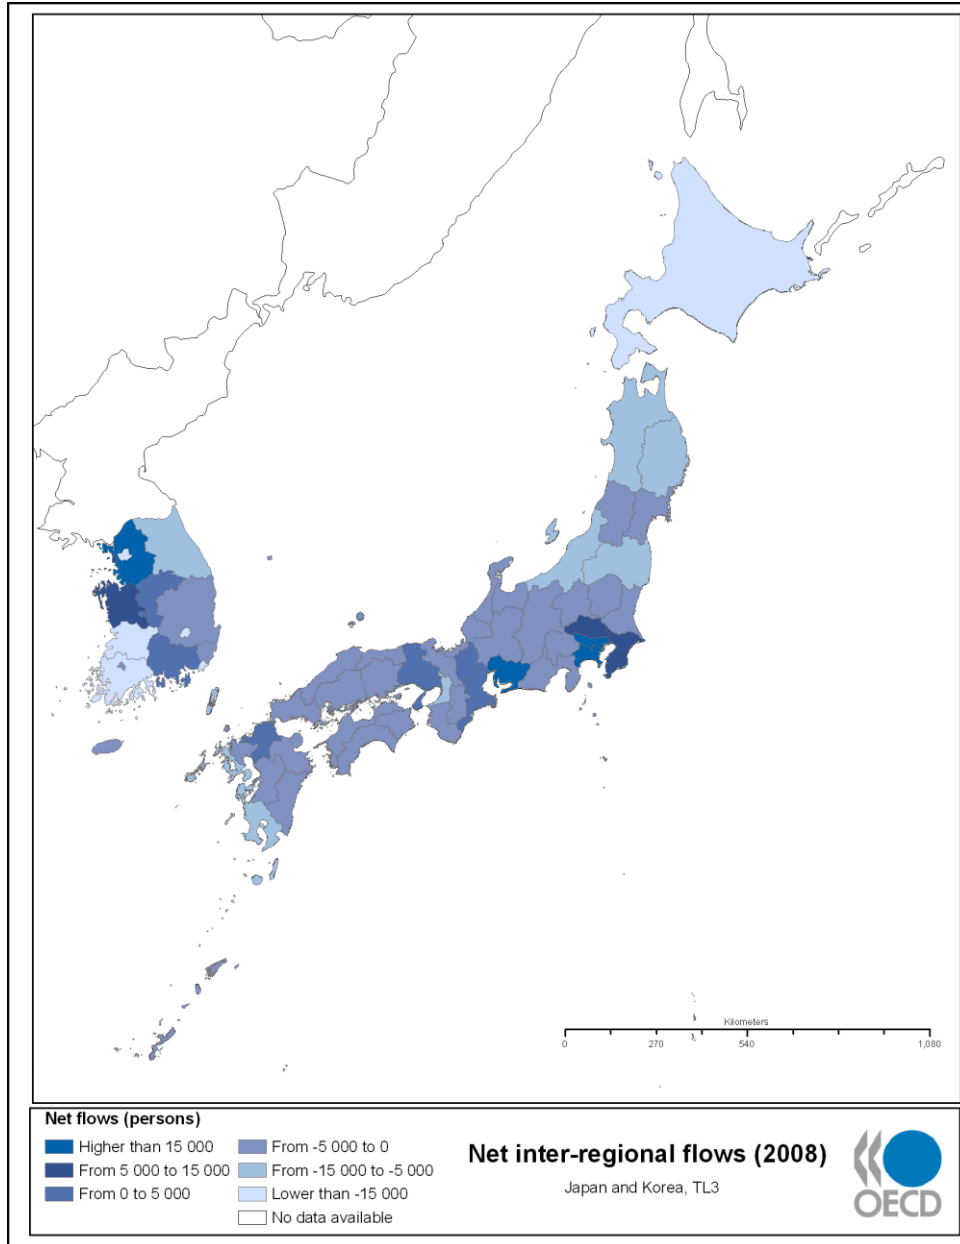 Kilometers
0 270 540 1,080
Net flows (persons)
Higher than 15 000
From 5 000 to 15 000
From 0 to 5 000
From -5 000 to 0
From -15 000 to -5 000
Lower than -15 000
No data available
Net inter-regional flows (2008)
Japan and Korea, TL3
OECD